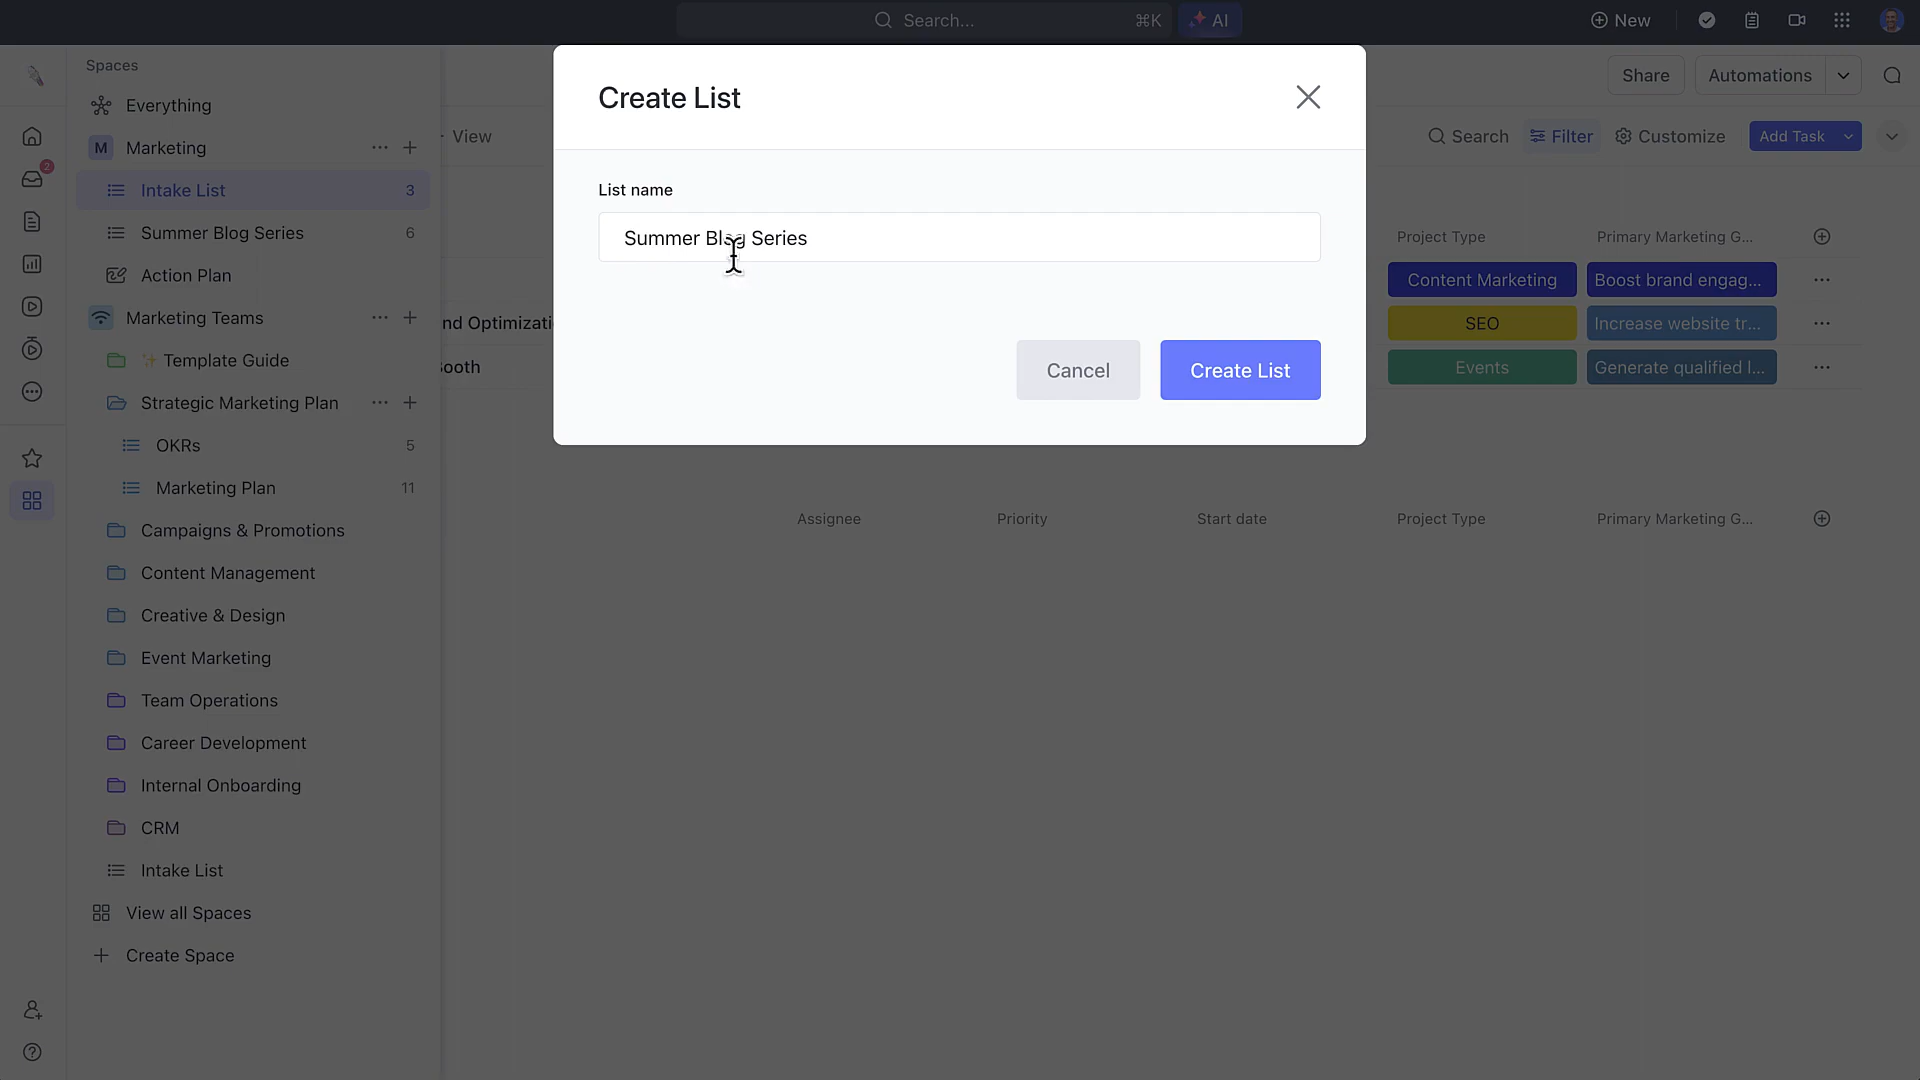 Search... ⌘K AI New
Spaces
Everything
M Marketing
Intake List 3
Summer Blog Series 6
Action Plan
Marketing Teams
✨ Template Guide
Strategic Marketing Plan
OKRs 5
Marketing Plan 11
Campaigns & Promotions
Content Management
Creative & Design
Event Marketing
Team Operations
Career Development
Internal Onboarding
CRM
Intake List
View all Spaces
Create Space
2
Share Automations
View
Search Filter Customize Add Task
Create List
List name
Summer Blog Series
Cancel Create List
Project Type Primary Marketing G...
Content Marketing Boost brand engag...
nd Optimizati SEO Increase website tr...
Booth Events Generate qualified l...
Assignee Priority Start date Project Type Primary Marketing G...